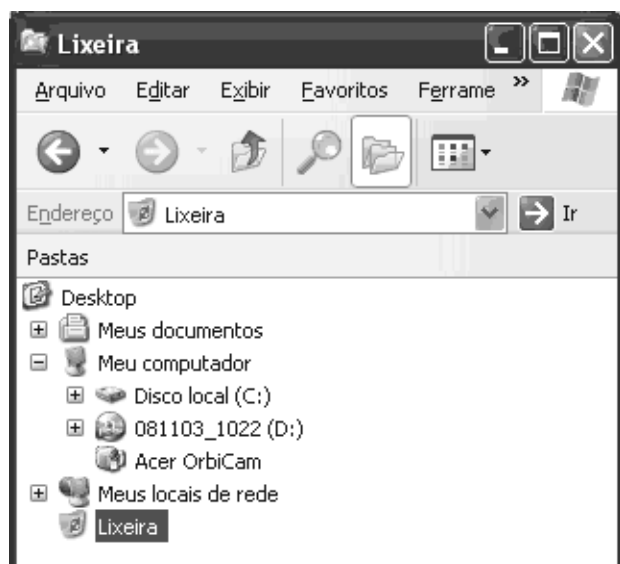 Lixeira
Arquivo Editar Exibir Favoritos Ferrame »
Endereço Lixeira Ir
Pastas
Desktop
Meus documentos
Meu computador
Disco local (C:)
081103_1022 (D:)
Acer OrbiCam
Meus locais de rede
Lixeira